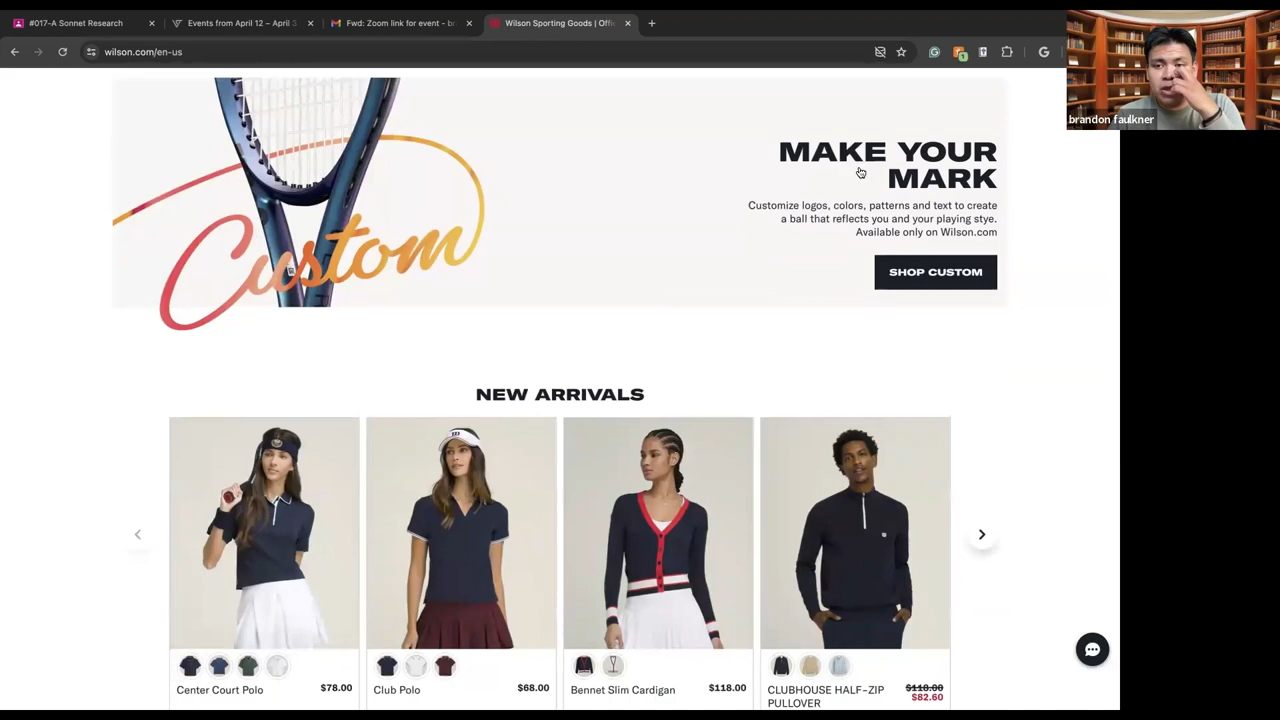 #017-A Sonnet Research
Events from April 12 – April 3
Fwd: Zoom link for event - br
Wilson Sporting Goods | Offi
wilson.com/en-us
brandon faulkner
Custom
MAKE YOUR
MARK
Customize logos, colors, patterns and text to create
a ball that reflects you and your playing stye.
Available only on Wilson.com
SHOP CUSTOM
NEW ARRIVALS
Center Court Polo $78.00
Club Polo $68.00
Bennet Slim Cardigan $118.00
CLUBHOUSE HALF-ZIP $118.00
PULLOVER $82.60